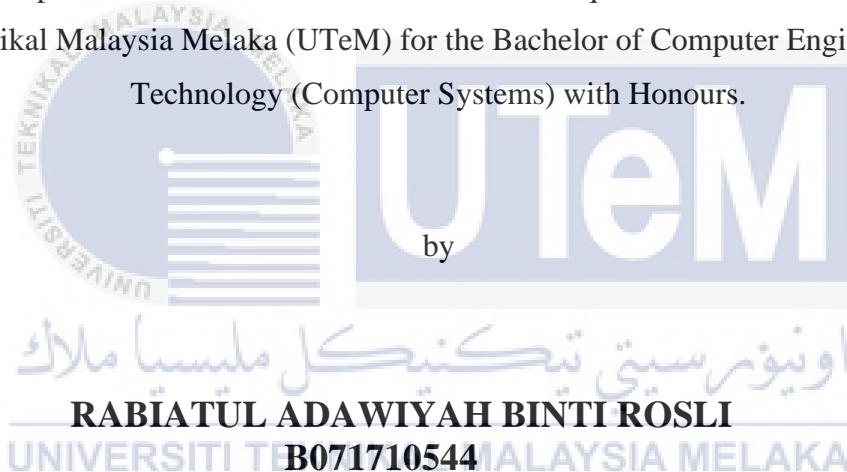 ikal Malaysia Melaka (UTeM) for the Bachelor of Computer Engi
Technology (Computer Systems) with Honours.
UTeM
by
اونيۏرسيتي تيكنيكل مليسيا ملاك
RABIATUL ADAWIYAH BINTI ROSLI
UNIVERSITI TEKNIKAL MALAYSIA MELAKA
B071710544